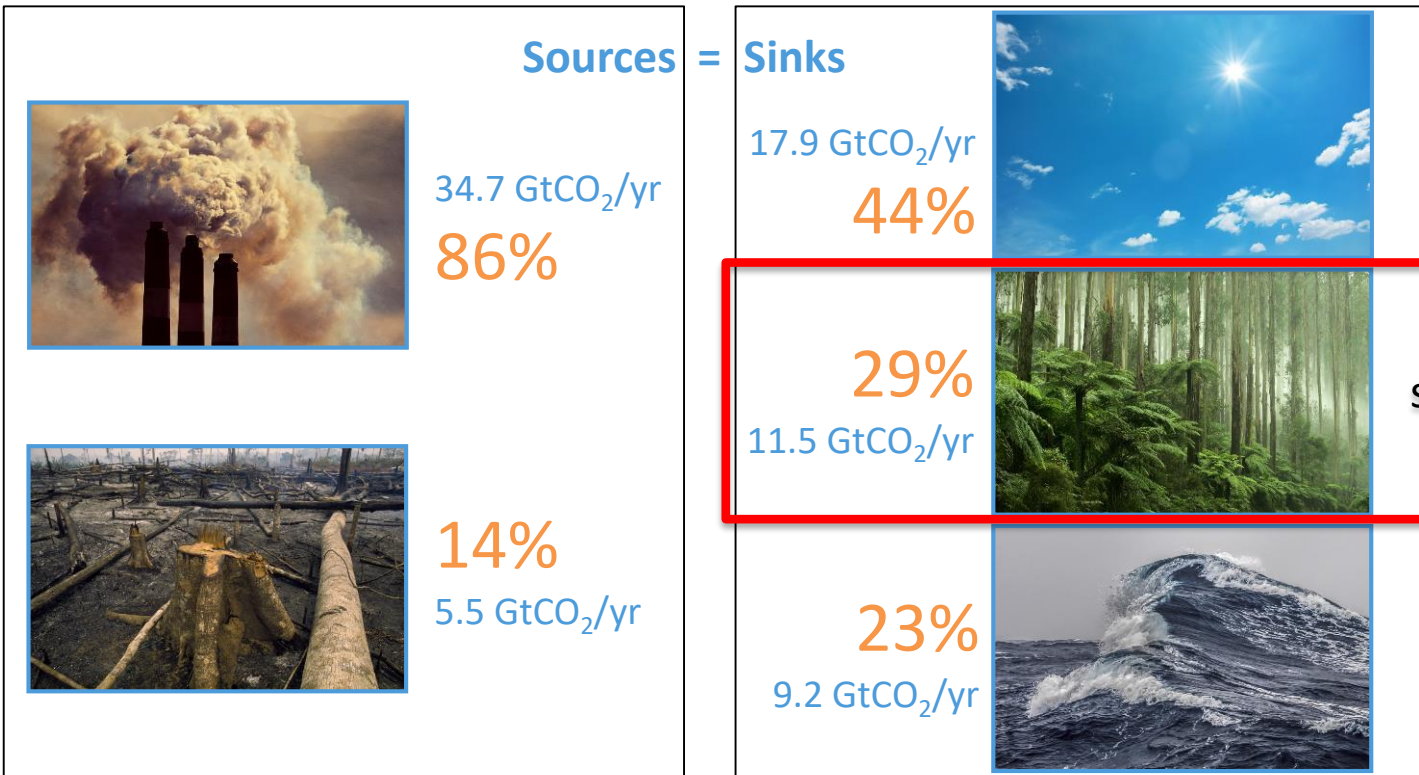 Sources = Sinks
34.7 GtCO₂/yr
86%
14%
5.5 GtCO₂/yr
17.9 GtCO₂/yr
44%
29%
11.5 GtCO₂/yr
23%
9.2 GtCO₂/yr